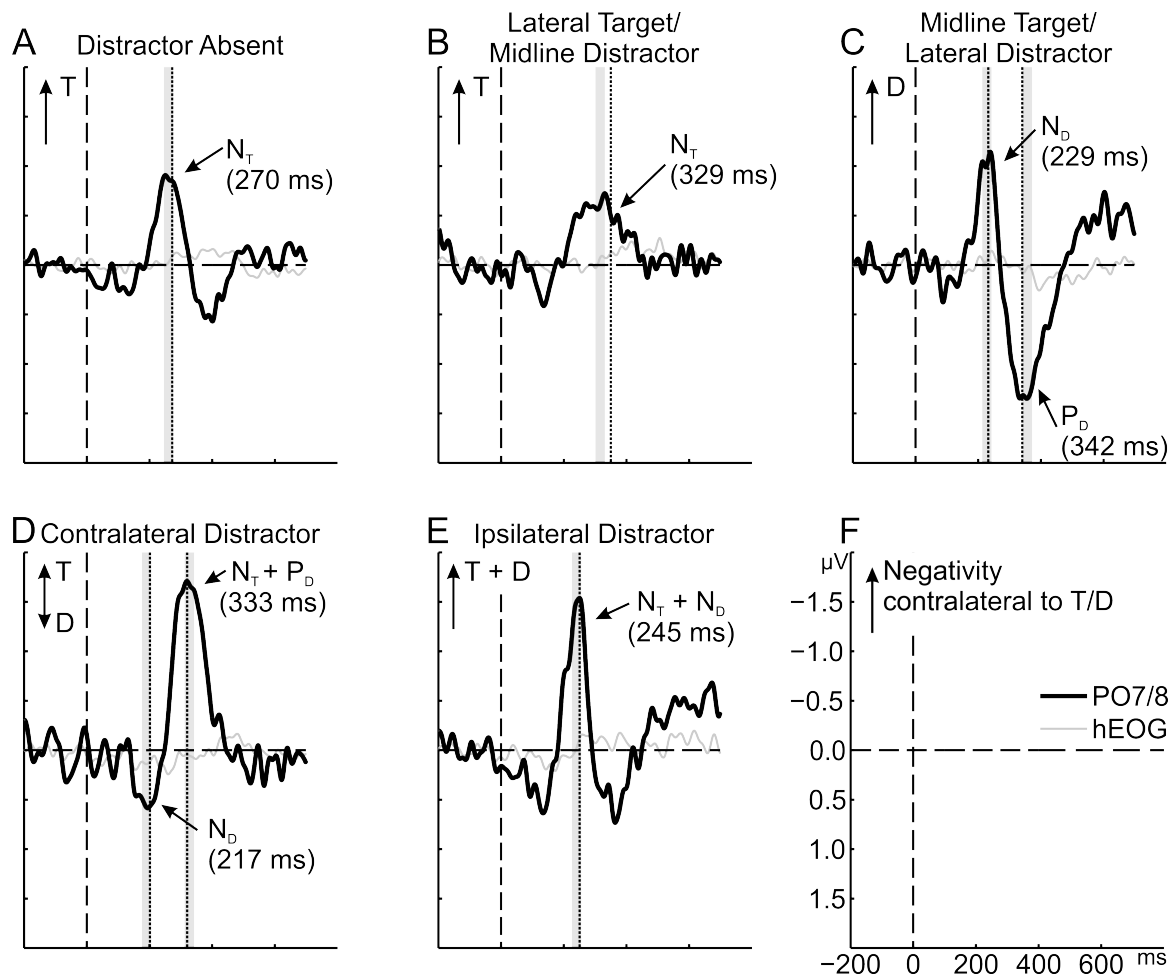 A
Distractor Absent
T
N_T
(270 ms)
B
Lateral Target/
Midline Distractor
T
N_T
(329 ms)
C
Midline Target/
Lateral Distractor
D
N_D
(229 ms)
P_D
(342 ms)
D
Contralateral Distractor
T
D
N_T + P_D
(333 ms)
N_D
(217 ms)
E
Ipsilateral Distractor
T + D
N_T + N_D
(245 ms)
F
µV
Negativity
contralateral to T/D
−1.5
−1.0
−0.5
0.0
0.5
1.0
1.5
PO7/8
hEOG
−200 0 200 400 600 ms